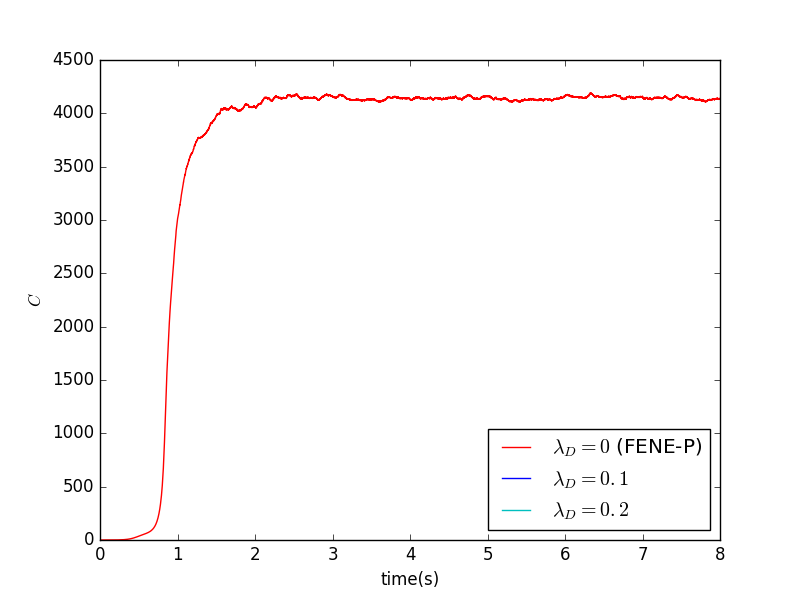 4500
4000
3500
3000
2500
2000
1500
1000
500
0
C
0 1 2 3 4 5 6 7 8
time(s)
λ_D = 0 (FENE-P)
λ_D = 0.1
λ_D = 0.2